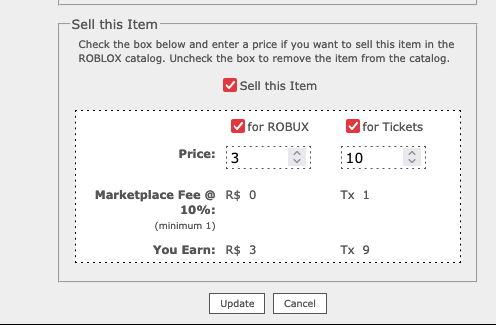 Sell this Item
Check the box below and enter a price if you want to sell this item in the
ROBLOX catalog. Uncheck the box to remove the item from the catalog.
Sell this Item
for ROBUX for Tickets
Price: 3 10
Marketplace Fee @ R$ 0 Tx 1
10%:
(minimum 1)
You Earn: R$ 3 Tx 9
Update Cancel